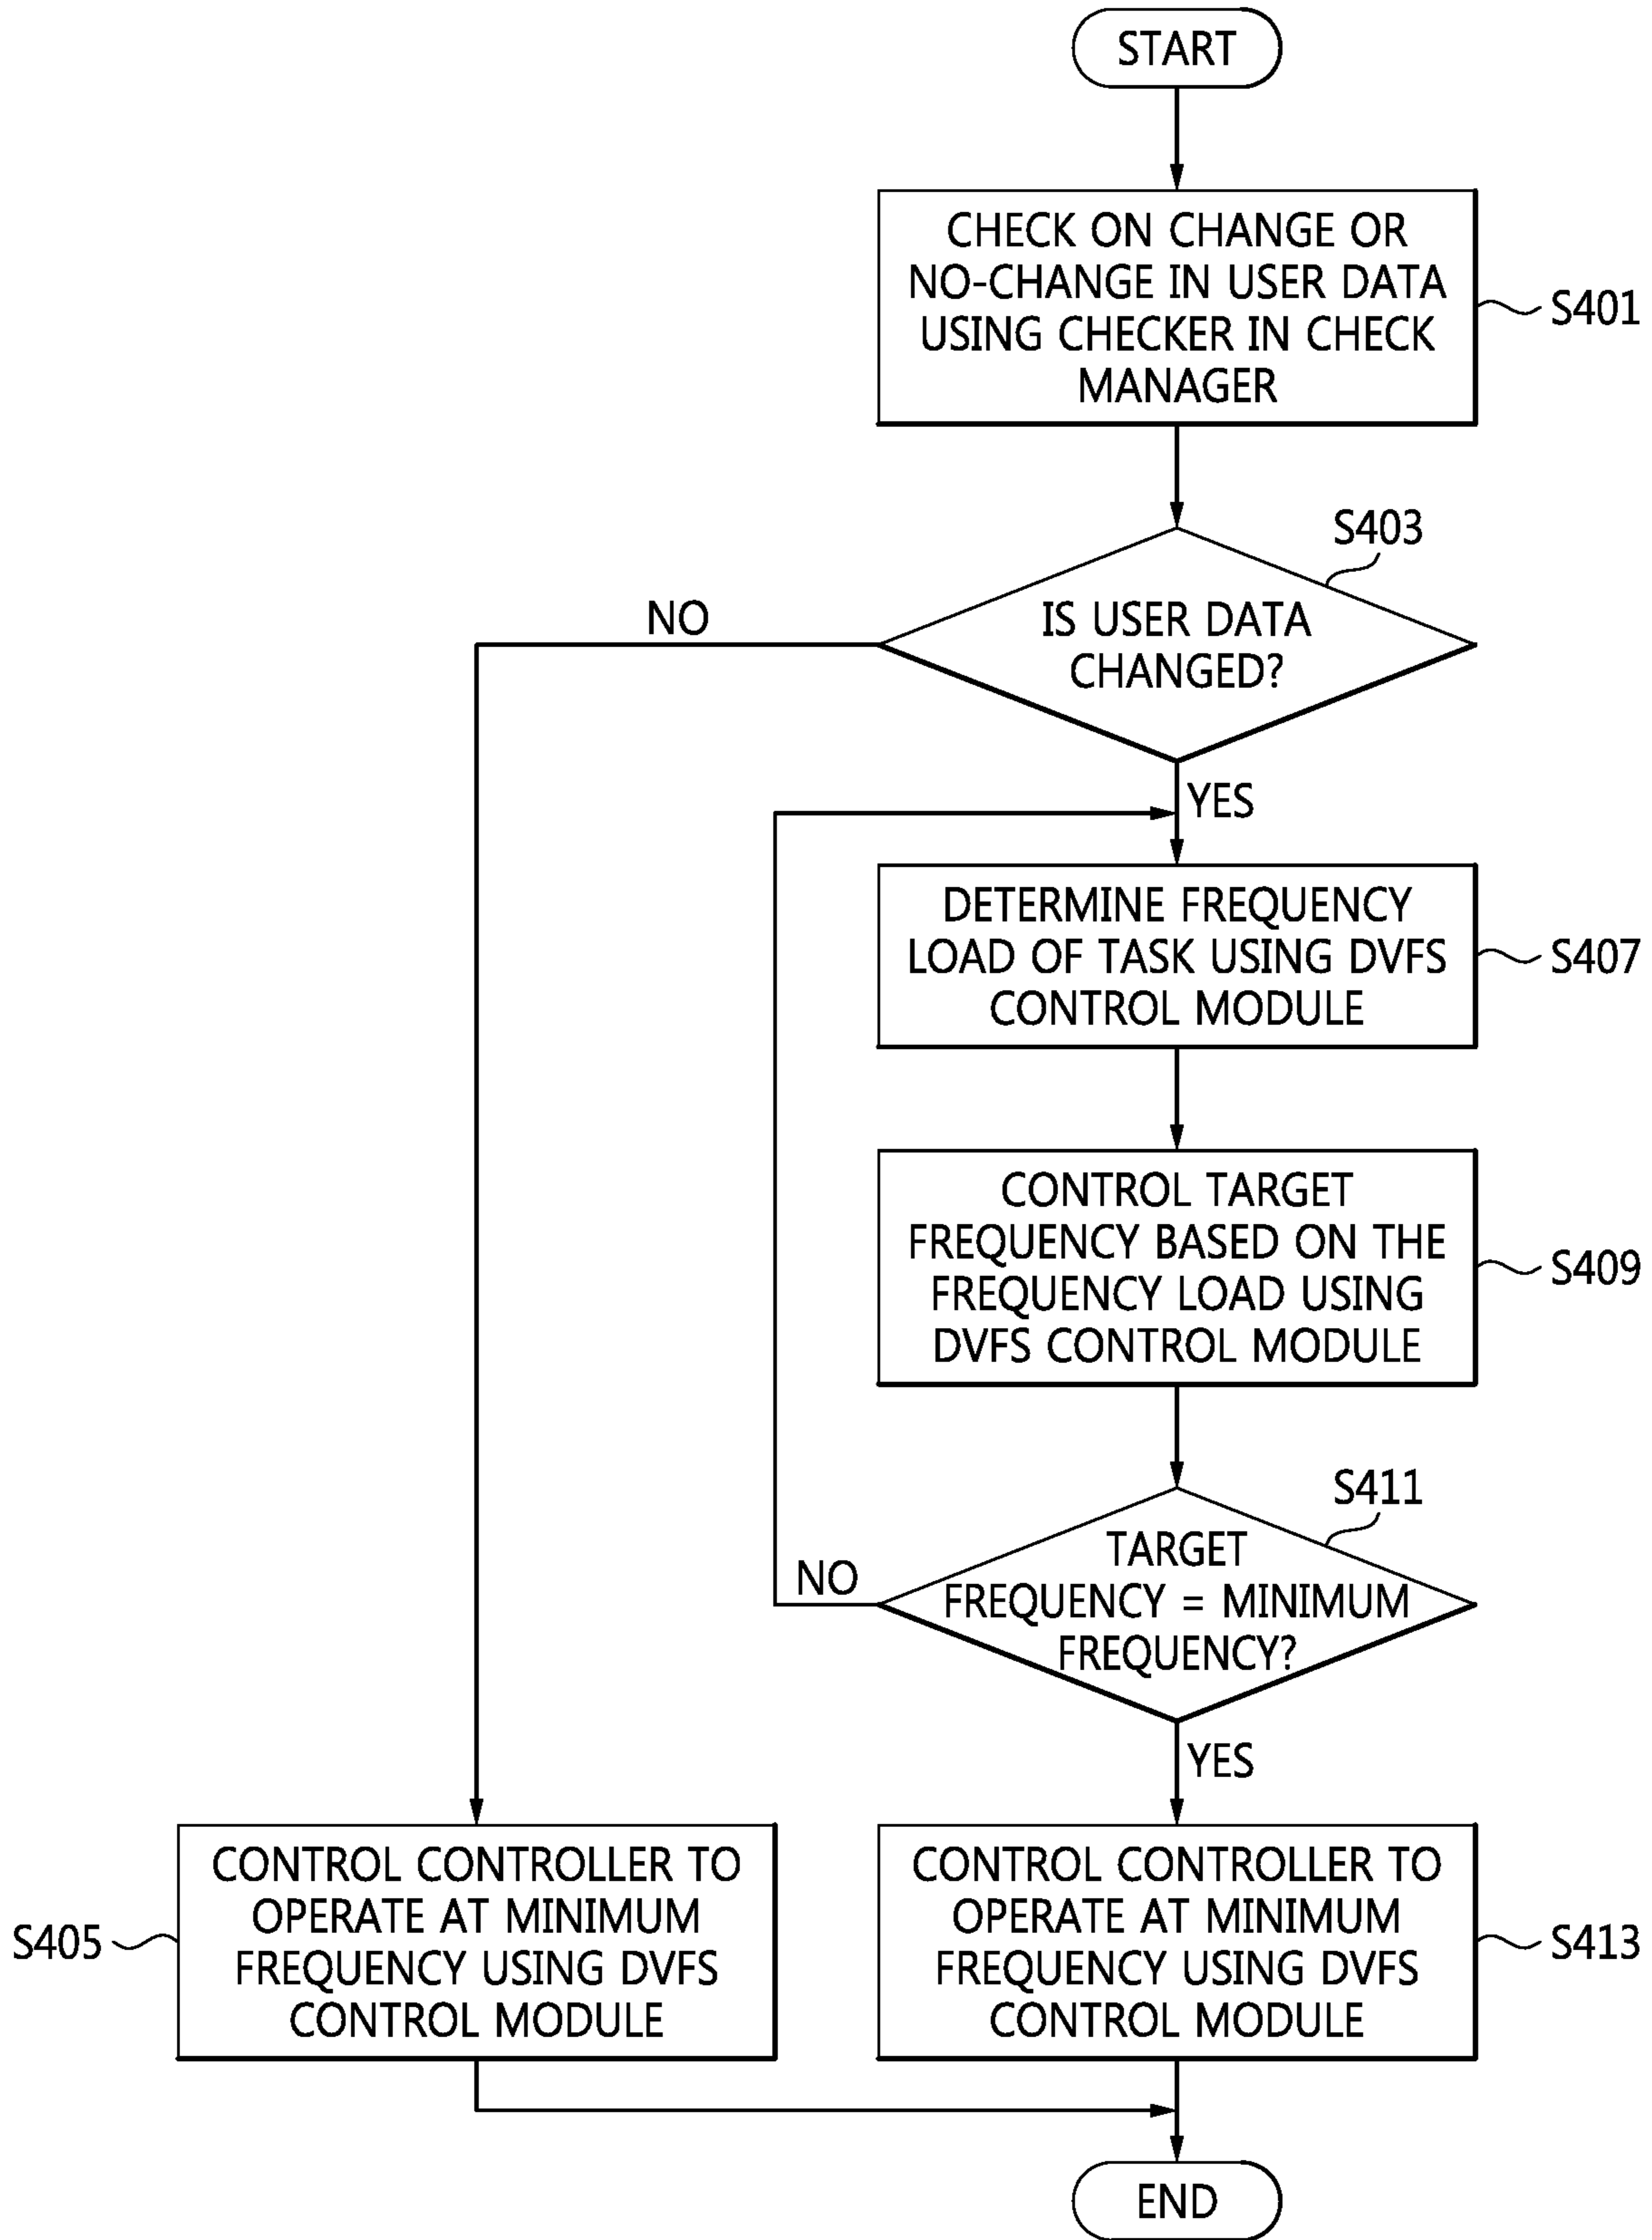 START
CHECK ON CHANGE OR
NO-CHANGE IN USER DATA
USING CHECKER IN CHECK
MANAGER
S401
S403
IS USER DATA
CHANGED?
NO
YES
DETERMINE FREQUENCY
LOAD OF TASK USING DVFS
CONTROL MODULE
S407
CONTROL TARGET
FREQUENCY BASED ON THE
FREQUENCY LOAD USING
DVFS CONTROL MODULE
S409
S411
TARGET
FREQUENCY = MINIMUM
FREQUENCY?
NO
YES
CONTROL CONTROLLER TO
OPERATE AT MINIMUM
FREQUENCY USING DVFS
CONTROL MODULE
S405
CONTROL CONTROLLER TO
OPERATE AT MINIMUM
FREQUENCY USING DVFS
CONTROL MODULE
S413
END